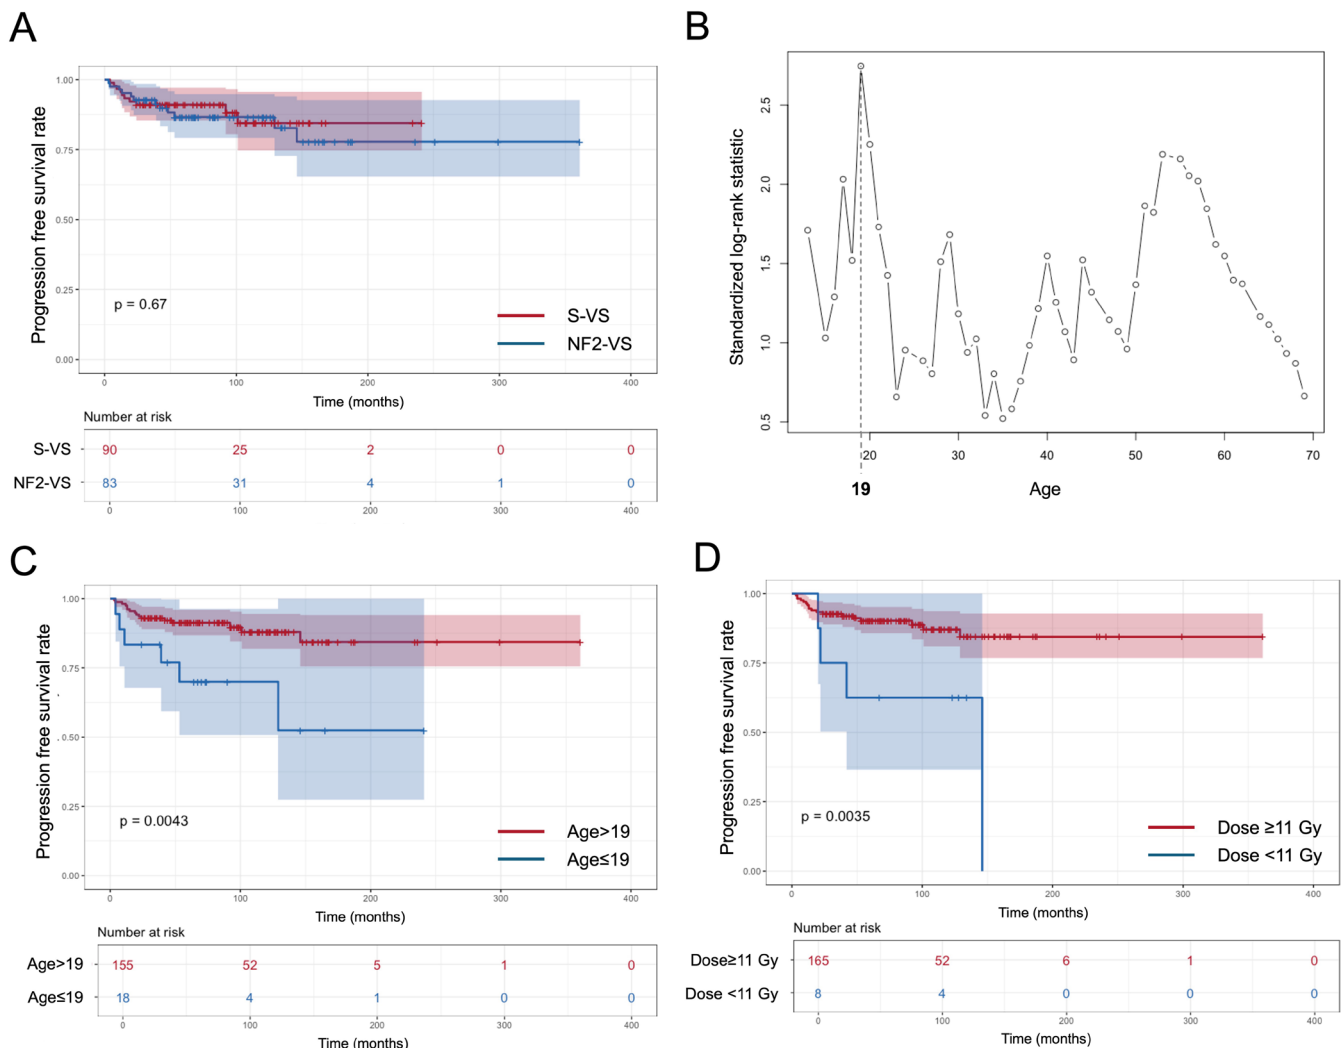 A
Progression free survival rate
1.00
0.75
0.50
0.25
0.00
p = 0.67
S-VS
NF2-VS
0 100 200 300 400
Time (months)
Number at risk
S-VS 90 25 2 0 0
NF2-VS 83 31 4 1 0
0 100 200 300 400
B
Standardized log-rank statistic
2.5
2.0
1.5
1.0
0.5
20 30 40 50 60 70
19
Age
C
Progression free survival rate
1.00
0.75
0.50
0.25
0.00
p = 0.0043
Age>19
Age≤19
0 100 200 300 400
Time (months)
Number at risk
Age>19 155 52 5 1 0
Age≤19 18 4 1 0 0
0 100 200 300 400
Time (months)
D
Progression free survival rate
1.00
0.75
0.50
0.25
0.00
p = 0.0035
Dose ≥11 Gy
Dose <11 Gy
0 100 200 300 400
Time (months)
Number at risk
Dose≥11 Gy 165 52 6 1 0
Dose <11 Gy 8 4 0 0 0
0 100 200 300 400
Time (months)